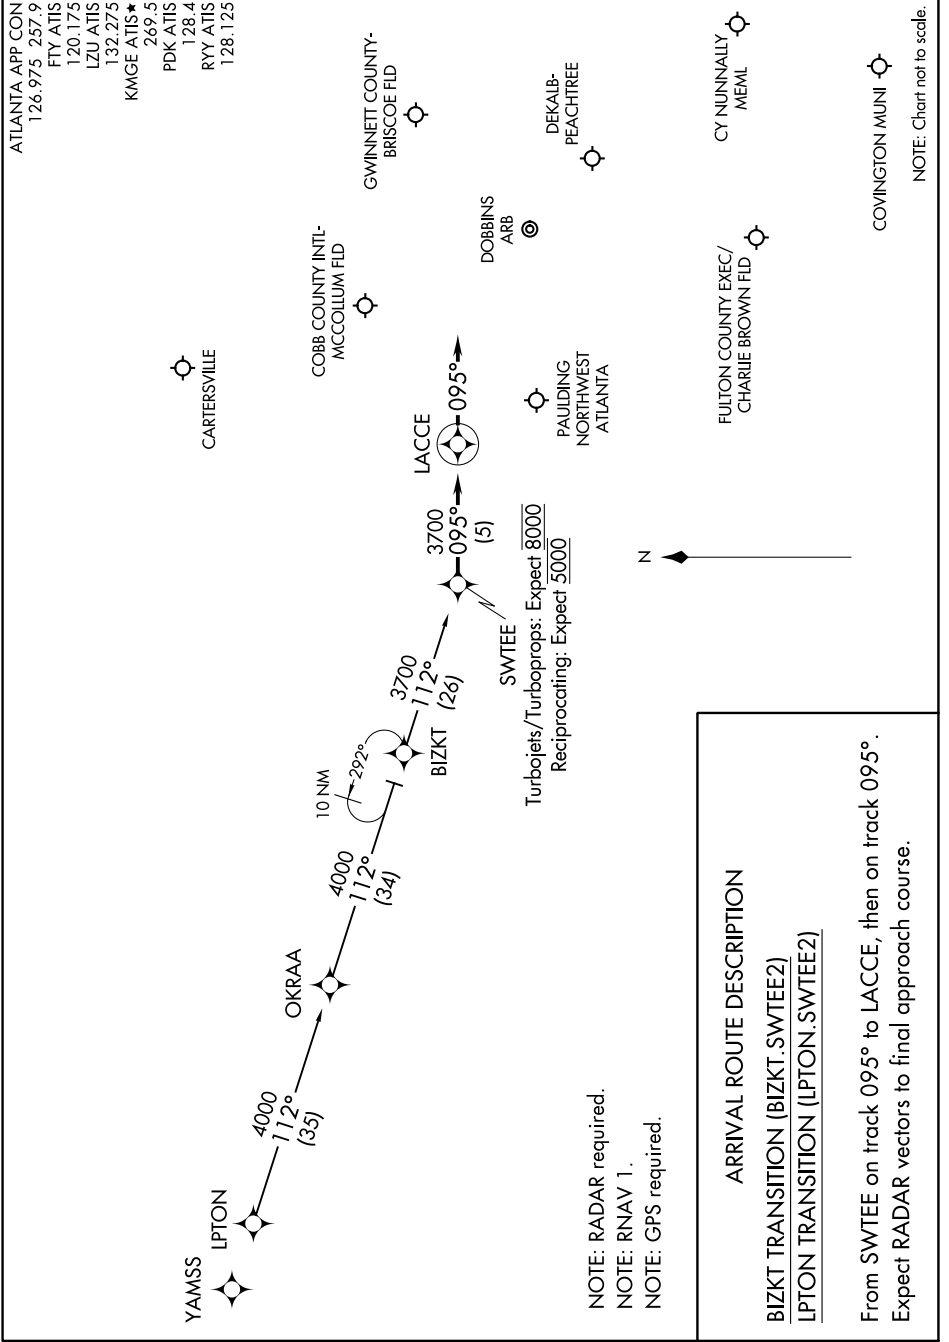 ATLANTA APP CON
126.975 257.9
FTY ATIS
120.175
LZU ATIS
132.275
KMGE ATIS★
269.5
PDK ATIS
128.4
RYY ATIS
128.125
GWINNETT COUNTY-
BRISCOE FLD
DEKALB-
PEACHTREE
CY NUNNALLY
MEML
COVINGTON MUNI
NOTE: Chart not to scale.
DOBBINS
ARB
COBB COUNTY INTL-
MCCOLLUM FLD
FULTON COUNTY EXEC/
CHARLIE BROWN FLD
CARTERSVILLE
PAULDING
NORTHWEST
ATLANTA
LACCE
095°
3700
095°
(5)
SWTEE
Turbojets/Turboprops: Expect 8000
Reciprocating: Expect 5000
N
3700
112°
(26)
BIZKT
10 NM
292°
4000
112°
(34)
OKRAA
4000
112°
(35)
LPTON
YAMSS
NOTE: RADAR required.
NOTE: RNAV 1.
NOTE: GPS required.
ARRIVAL ROUTE DESCRIPTION
BIZKT TRANSITION (BIZKT.SWTEE2)
LPTON TRANSITION (LPTON.SWTEE2)
From SWTEE on track 095° to LACCE, then on track 095°.
Expect RADAR vectors to final approach course.